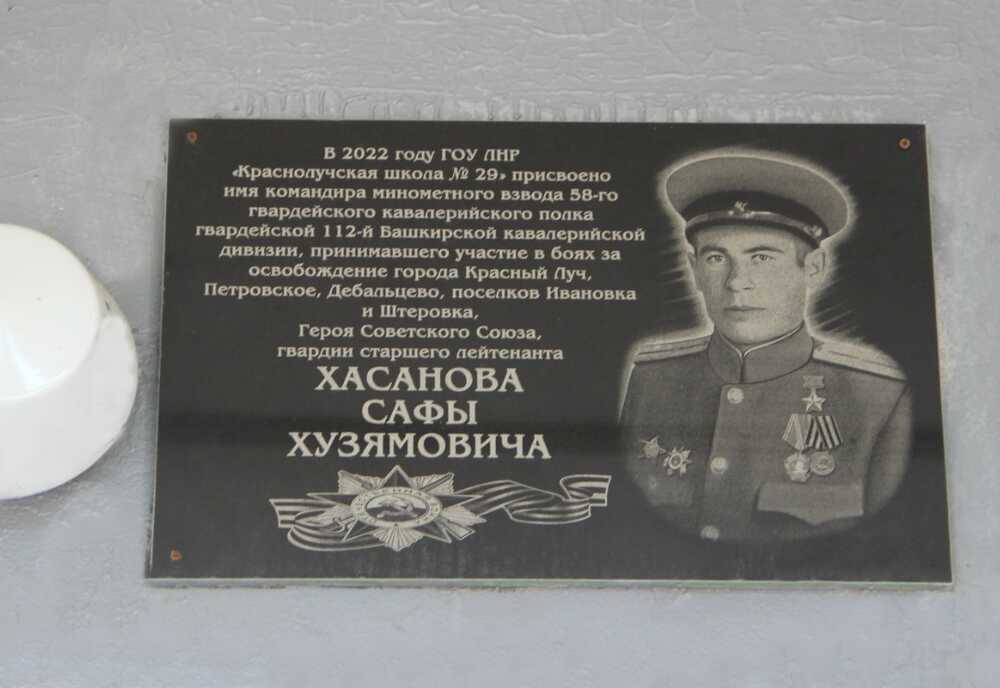 В 2022 году ГОУ ЛНР
«Краснолучская школа № 29» присвоено
имя командира минометного взвода 58-го
гвардейского кавалерийского полка
гвардейской 112-й Башкирской кавалерийской
дивизии, принимавшего участие в боях за
освобождение города Красный Луч,
Петровское, Дебальцево, поселков Ивановка
и Штеровка,
Героя Советского Союза,
гвардии старшего лейтенанта
ХАСАНОВА
САФЫ
ХУЗЯМОВИЧА